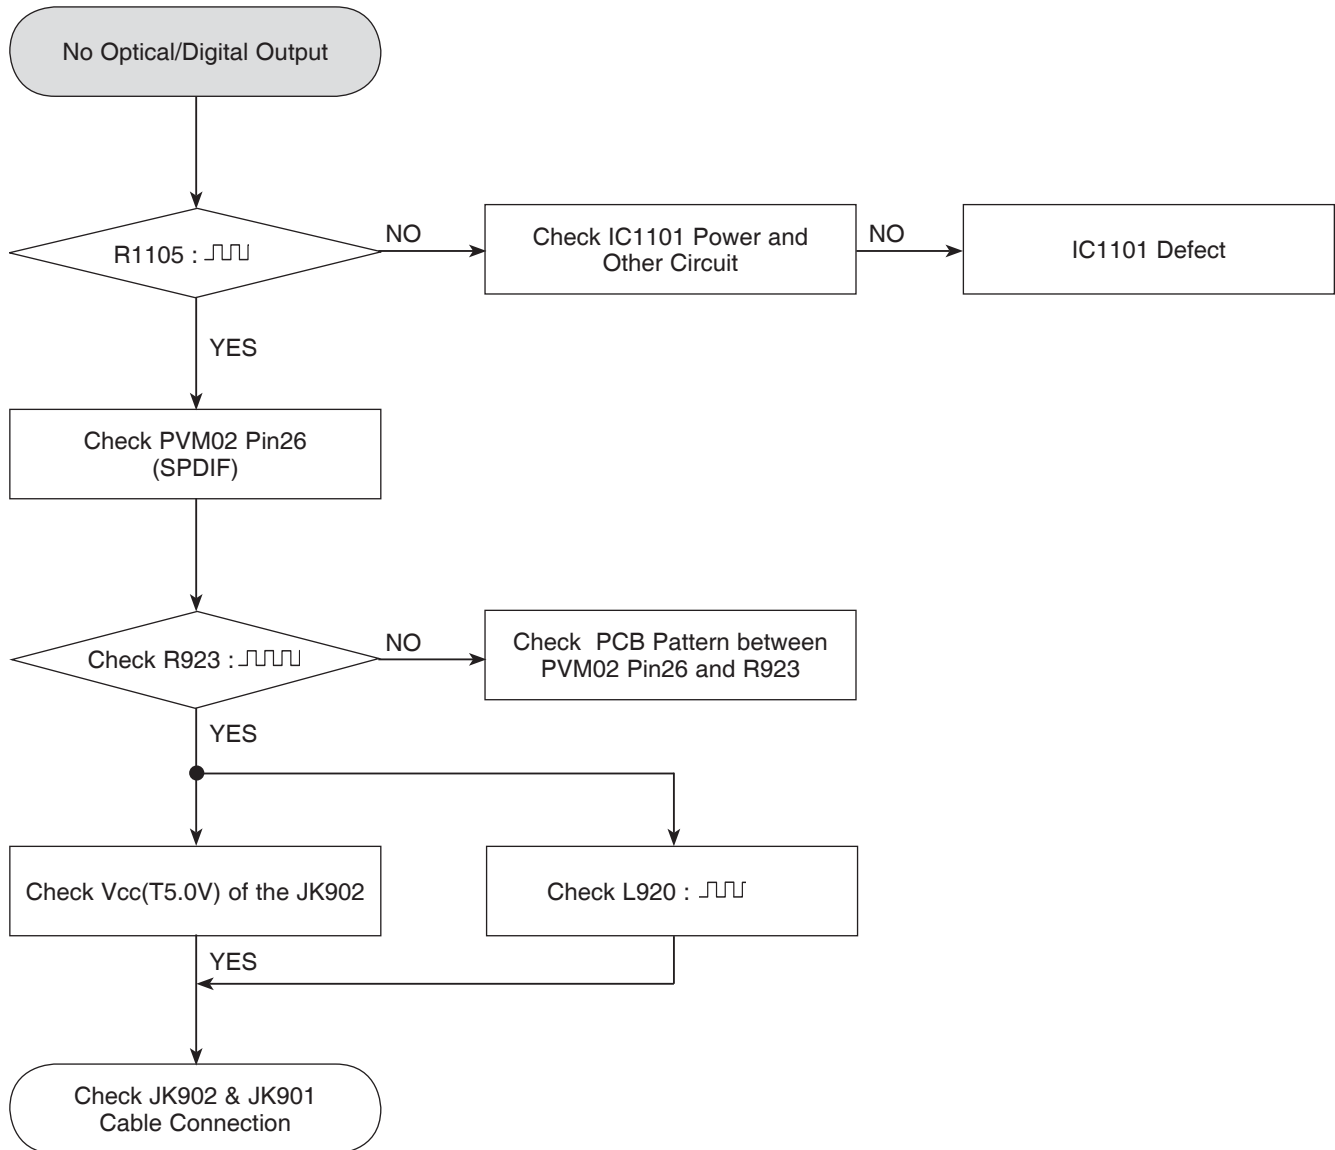 No Optical/Digital Output
R1105 :
NO
Check IC1101 Power and
Other Circuit
NO
IC1101 Defect
YES
Check PVM02 Pin26
(SPDIF)
Check R923 :
NO
Check PCB Pattern between
PVM02 Pin26 and R923
YES
Check Vcc(T5.0V) of the JK902
Check L920 :
YES
Check JK902 & JK901
Cable Connection